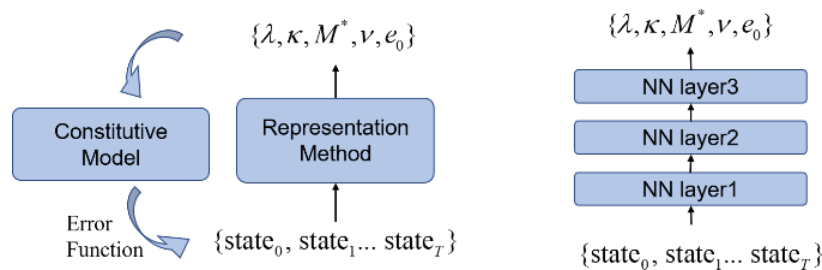 {λ, κ, M*, ν, e₀}
Constitutive
Model
Representation
Method
Error
Function
{state₀, state₁... state_T}
{λ, κ, M*, ν, e₀}
NN layer3
NN layer2
NN layer1
{state₀, state₁... state_T}